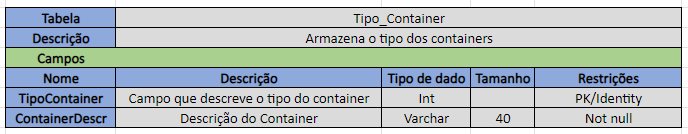 Tabela Tipo_Container
Descrição Armazena o tipo dos containers
Campos
Nome Descrição Tipo de dado Tamanho Restrições
TipoContainer Campo que descreve o tipo do container Int PK/Identity
ContainerDescr Descrição do Container Varchar 40 Not null